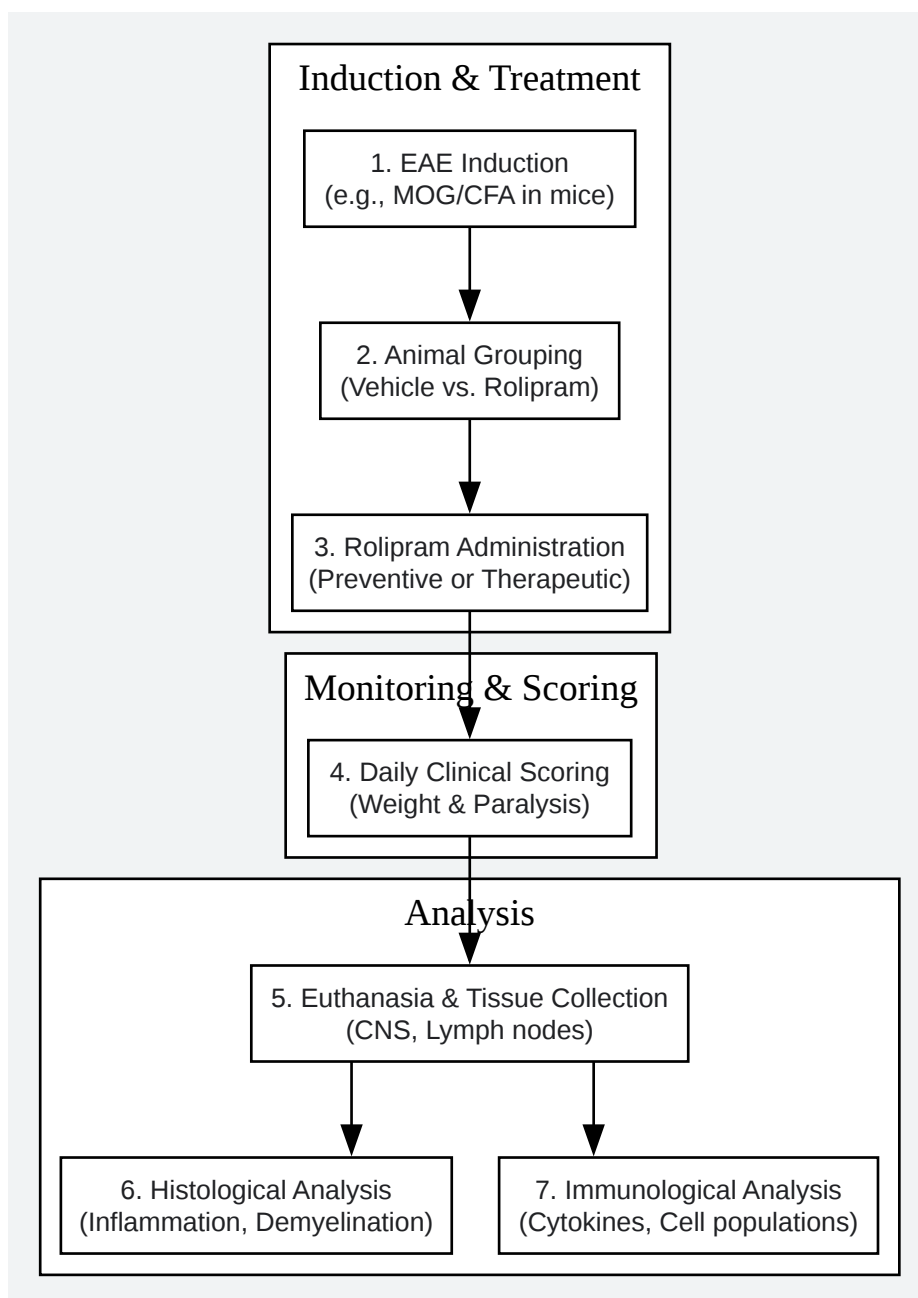 Induction & Treatment
1. EAE Induction
(e.g., MOG/CFA in mice)
2. Animal Grouping
(Vehicle vs. Rolipram)
3. Rolipram Administration
(Preventive or Therapeutic)
Monitoring & Scoring
4. Daily Clinical Scoring
(Weight & Paralysis)
Analysis
5. Euthanasia & Tissue Collection
(CNS, Lymph nodes)
6. Histological Analysis
(Inflammation, Demyelination)
7. Immunological Analysis
(Cytokines, Cell populations)